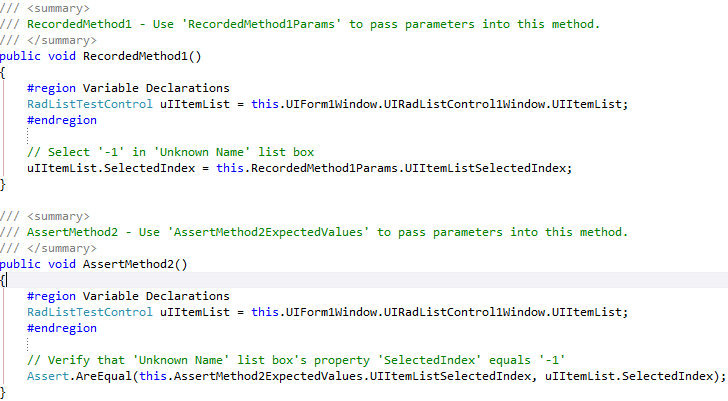 /// <summary>
/// RecordedMethod1 - Use 'RecordedMethod1Params' to pass parameters into this method.
/// </summary>
public void RecordedMethod1()
{
#region Variable Declarations
RadListTestControl uIItemList = this.UIForm1Window.UIRadListControl1Window.UIItemList;
#endregion
// Select '-1' in 'Unknown Name' list box
uIItemList.SelectedIndex = this.RecordedMethod1Params.UIItemListSelectedIndex;
}
/// <summary>
/// AssertMethod2 - Use 'AssertMethod2ExpectedValues' to pass parameters into this method.
/// </summary>
public void AssertMethod2()
{
#region Variable Declarations
RadListTestControl uIItemList = this.UIForm1Window.UIRadListControl1Window.UIItemList;
#endregion
// Verify that 'Unknown Name' list box's property 'SelectedIndex' equals '-1'
Assert.AreEqual(this.AssertMethod2ExpectedValues.UIItemListSelectedIndex, uIItemList.SelectedIndex);
}